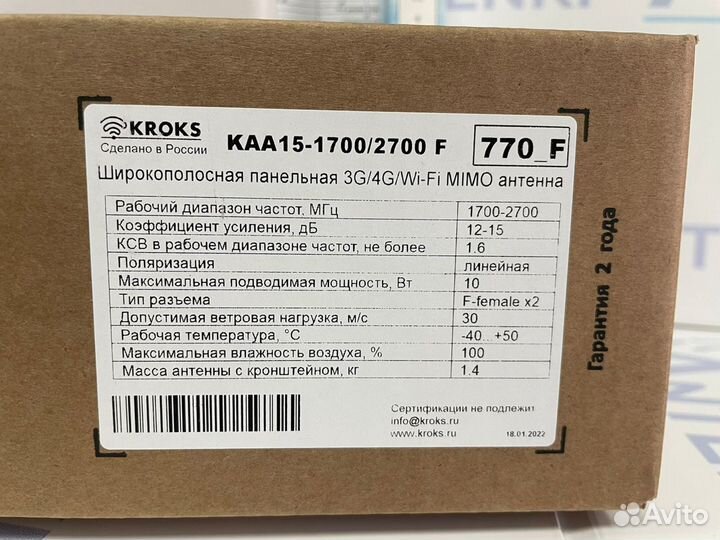 KROKS
Сделано в России
KAA15-1700/2700 F
770_F
Широкополосная панельная 3G/4G/Wi-Fi MIMO антенна
Рабочий диапазон частот, МГц 1700-2700
Коэффициент усиления, дБ 12-15
КСВ в рабочем диапазоне частот, не более 1.6
Поляризация линейная
Максимальная подводимая мощность, Вт 10
Тип разъема F-female x2
Допустимая ветровая нагрузка, м/с 30
Рабочая температура, °C -40...+50
Максимальная влажность воздуха, % 100
Масса антенны с кронштейном, кг 1.4
Сертификации не подлежит
info@kroks.ru
www.kroks.ru
18.01.2022
Гарантия 2 года
Avito